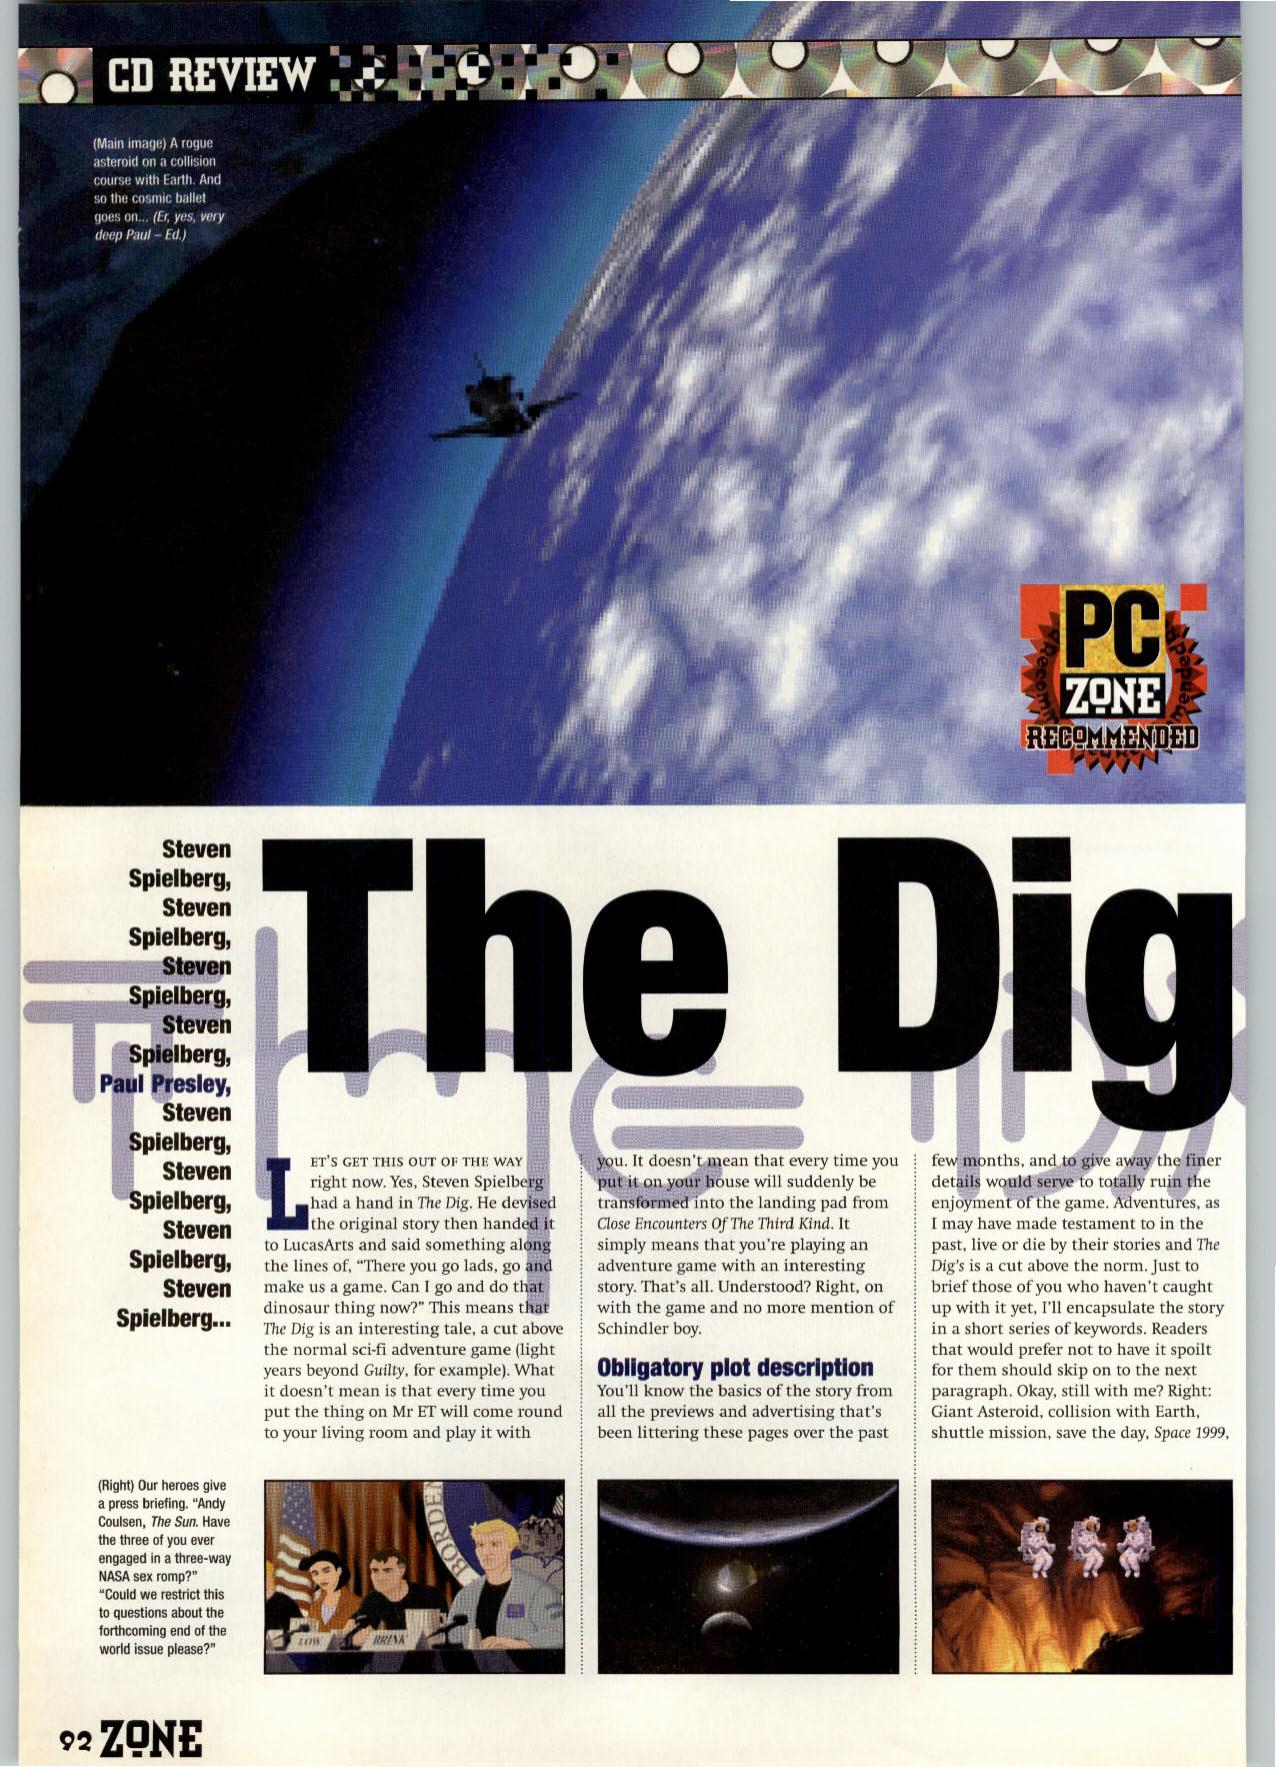 CD REVIEW
(Main image) A rogue
asteroid on a collision
course with Earth. And
so the cosmic ballet
goes on... (Er, yes, very
deep Paul – Ed.)
PC
ZONE
RECOMMENDED
The Dig
Steven
Spielberg,
Steven
Spielberg,
Steven
Spielberg,
Steven
Spielberg,
Paul Presley,
Steven
Spielberg,
Steven
Spielberg,
Steven
Spielberg,
Steven
Spielberg...
The Dig
LET'S GET THIS OUT OF THE WAY
right now. Yes, Steven Spielberg
had a hand in The Dig. He devised
the original story then handed it
to LucasArts and said something along
the lines of, “There you go lads, go and
make us a game. Can I go and do that
dinosaur thing now?” This means that
The Dig is an interesting tale, a cut above
the normal sci-fi adventure game (light
years beyond Guilty, for example). What
it doesn't mean is that every time you
put the thing on Mr ET will come round
to your living room and play it with
you. It doesn't mean that every time you
put it on your house will suddenly be
transformed into the landing pad from
Close Encounters Of The Third Kind. It
simply means that you're playing an
adventure game with an interesting
story. That's all. Understood? Right, on
with the game and no more mention of
Schindler boy.
Obligatory plot description
You'll know the basics of the story from
all the previews and advertising that's
been littering these pages over the past
few months, and to give away the finer
details would serve to totally ruin the
enjoyment of the game. Adventures, as
I may have made testament to in the
past, live or die by their stories and The
Dig's is a cut above the norm. Just to
brief those of you who haven't caught
up with it yet, I'll encapsulate the story
in a short series of keywords. Readers
that would prefer not to have it spoilt
for them should skip on to the next
paragraph. Okay, still with me? Right:
Giant Asteroid, collision with Earth,
shuttle mission, save the day, Space 1999,
(Right) Our heroes give
a press briefing. “Andy
Coulsen, The Sun. Have
the three of you ever
engaged in a three-way
NASA sex romp?”
“Could we restrict this
to questions about the
forthcoming end of the
world issue please?”
BORDEN
LOW
BRINK
92 ZONE